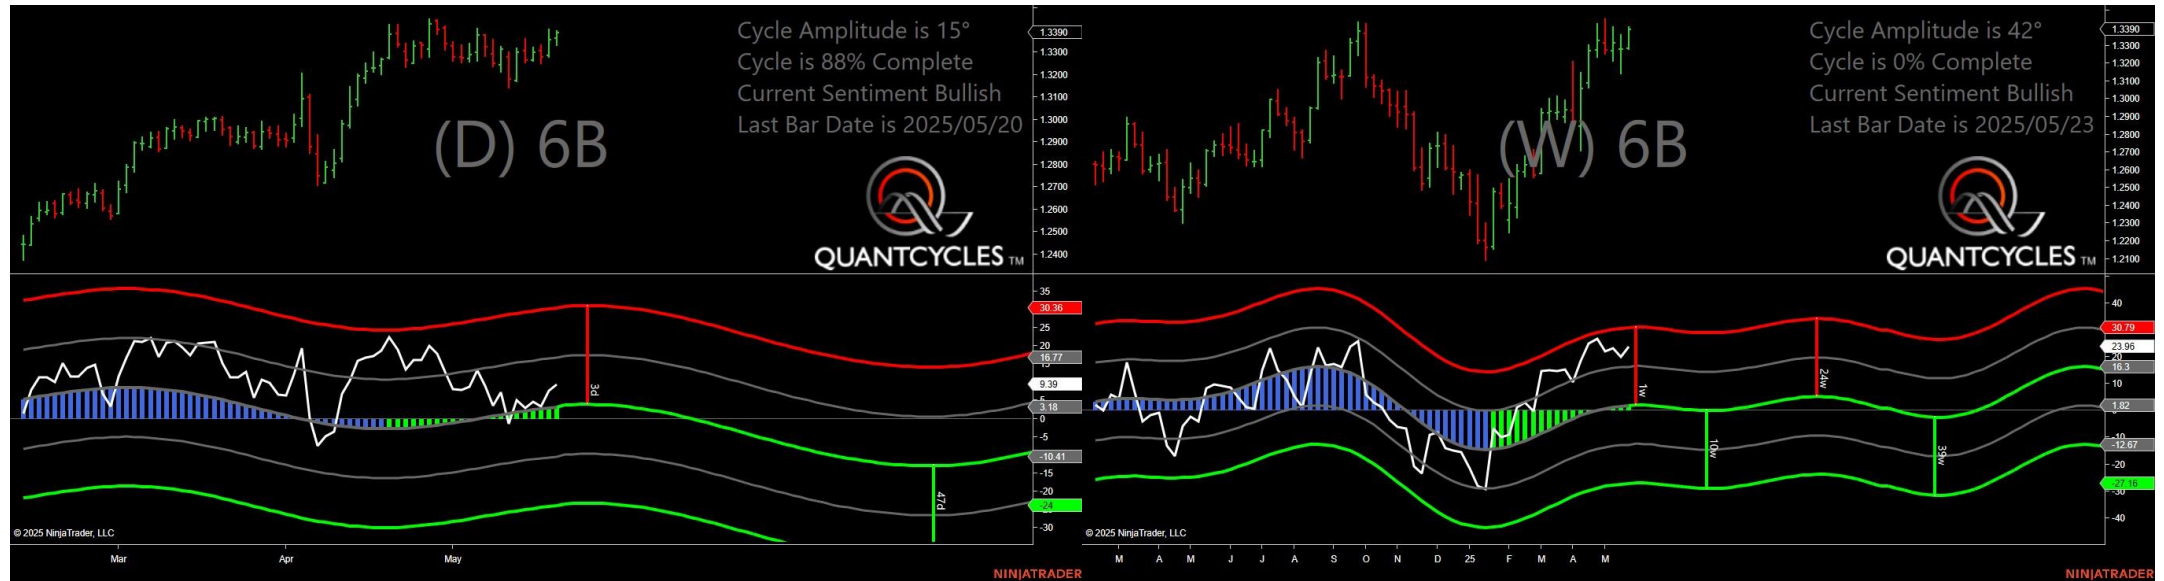 Cycle Amplitude is 15°
Cycle is 88% Complete
Current Sentiment Bullish
Last Bar Date is 2025/05/20
(D) 6B
QUANTCYCLES TM
1.3390
1.3300
1.3200
1.3100
1.3000
1.2900
1.2800
1.2700
1.2600
1.2500
1.2400
35
30.36
25
20
16.77
15
9.39
3.18
0
-5
-10.41
-15
-20
-24
-30
3d
47d
© 2025 NinjaTrader, LLC
Mar
Apr
May
NINJATRADER
Cycle Amplitude is 42°
Cycle is 0% Complete
Current Sentiment Bullish
Last Bar Date is 2025/05/23
(W) 6B
QUANTCYCLES TM
1.3390
1.3300
1.3200
1.3100
1.3000
1.2900
1.2800
1.2700
1.2600
1.2500
1.2400
1.2300
1.2200
1.2100
40
30.79
23.96
20
16.3
10
1.82
-10
-12.67
-20
-27.16
-30
-40
1w
10w
24w
39w
© 2025 NinjaTrader, LLC
M A M J J A S O N D 25 F M A M
NINJATRADER